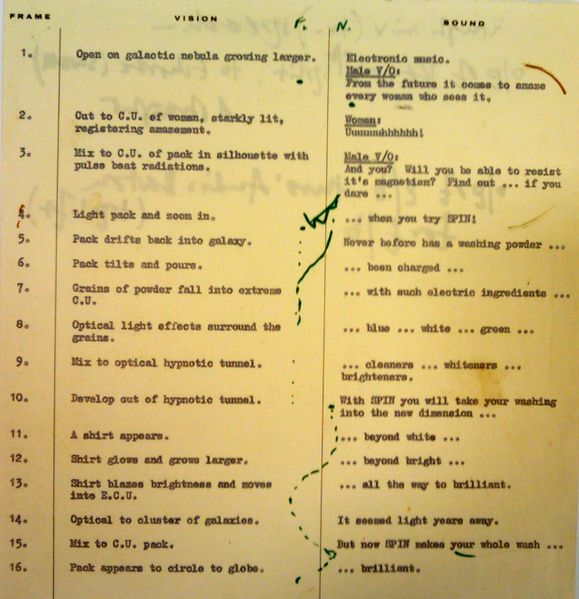 FRAME VISION F. N. SOUND
1. Open on galactic nebula growing larger. Electronic music.
Male V/O:
From the future it comes to amaze
every woman who sees it.
2. Cut to C.U. of woman, starkly lit,
registering amazement. Woman:
Uuuuuuhhhhhh!
3. Mix to C.U. of pack in silhouette with
pulse beat radiations. Male V/O:
And you? Will you be able to resist
it's magnetism? Find out ... if you
dare ...
4. Light pack and zoom in. ... when you try SPIN!
5. Pack drifts back into galaxy. Never before has a washing powder ...
6. Pack tilts and pours. ... been charged ...
7. Grains of powder fall into extreme
C.U. ... with such electric ingredients ...
8. Optical light effects surround the
grains. ... blue ... white ... green ...
9. Mix to optical hypnotic tunnel. ... cleaners ... whiteners ...
brighteners.
10. Develop out of hypnotic tunnel. With SPIN you will take your washing
into the new dimension ...
11. A shirt appears. ... beyond white ...
12. Shirt glows and grows larger. ... beyond bright ...
13. Shirt blazes brightness and moves
into E.C.U. ... all the way to brilliant.
14. Optical to cluster of galaxies. It seemed light years away.
15. Mix to C.U. pack. But now SPIN makes your whole wash ...
16. Pack appears to circle to globe. ... brilliant.